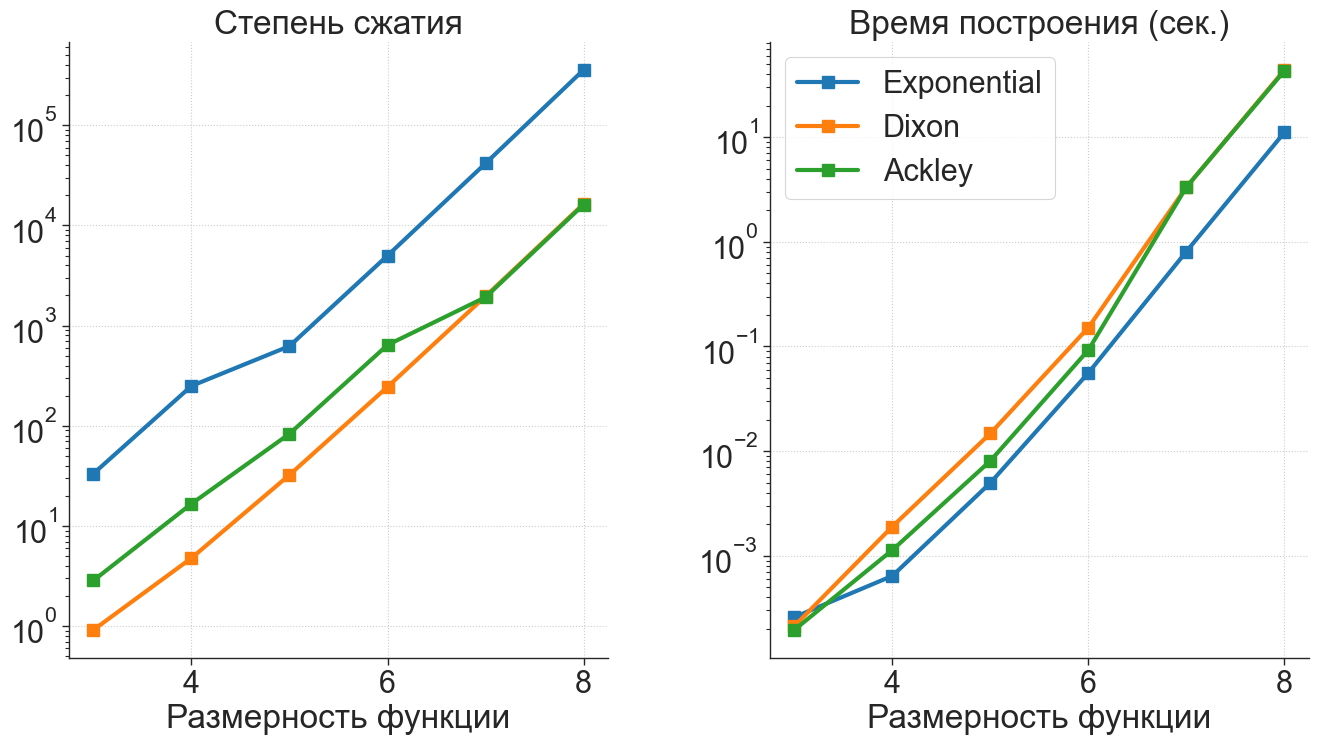 Степень сжатия
10^5
10^4
10^3
10^2
10^1
10^0
4 6 8
Размерность функции
Время построения (сек.)
Exponential
Dixon
Ackley
10^1
10^0
10^−1
10^−2
10^−3
4 6 8
Размерность функции